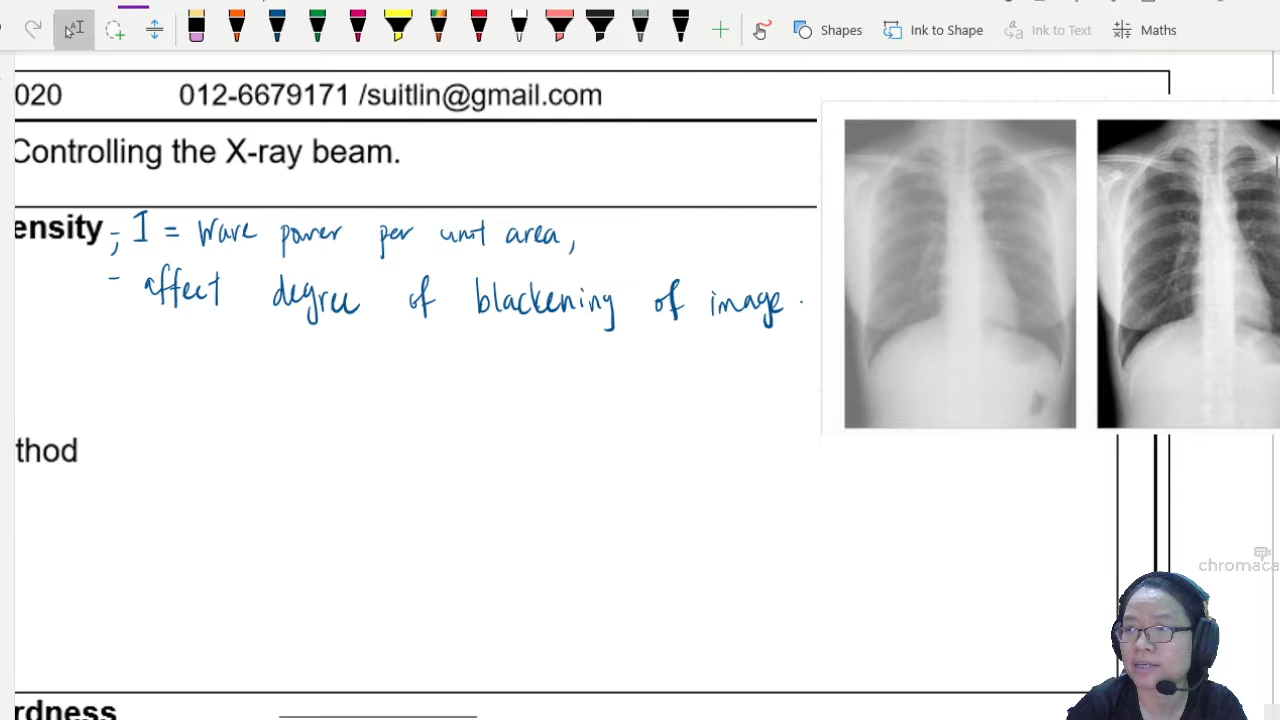 Shapes
Ink to Shape
Ink to Text
Maths
020 012-6679171 /suitlin@gmail.com
Controlling the X-ray beam.
ensity ; I = Wave power per unit area,
- affect degree of blackening of image.
thod
chromaca
rdness